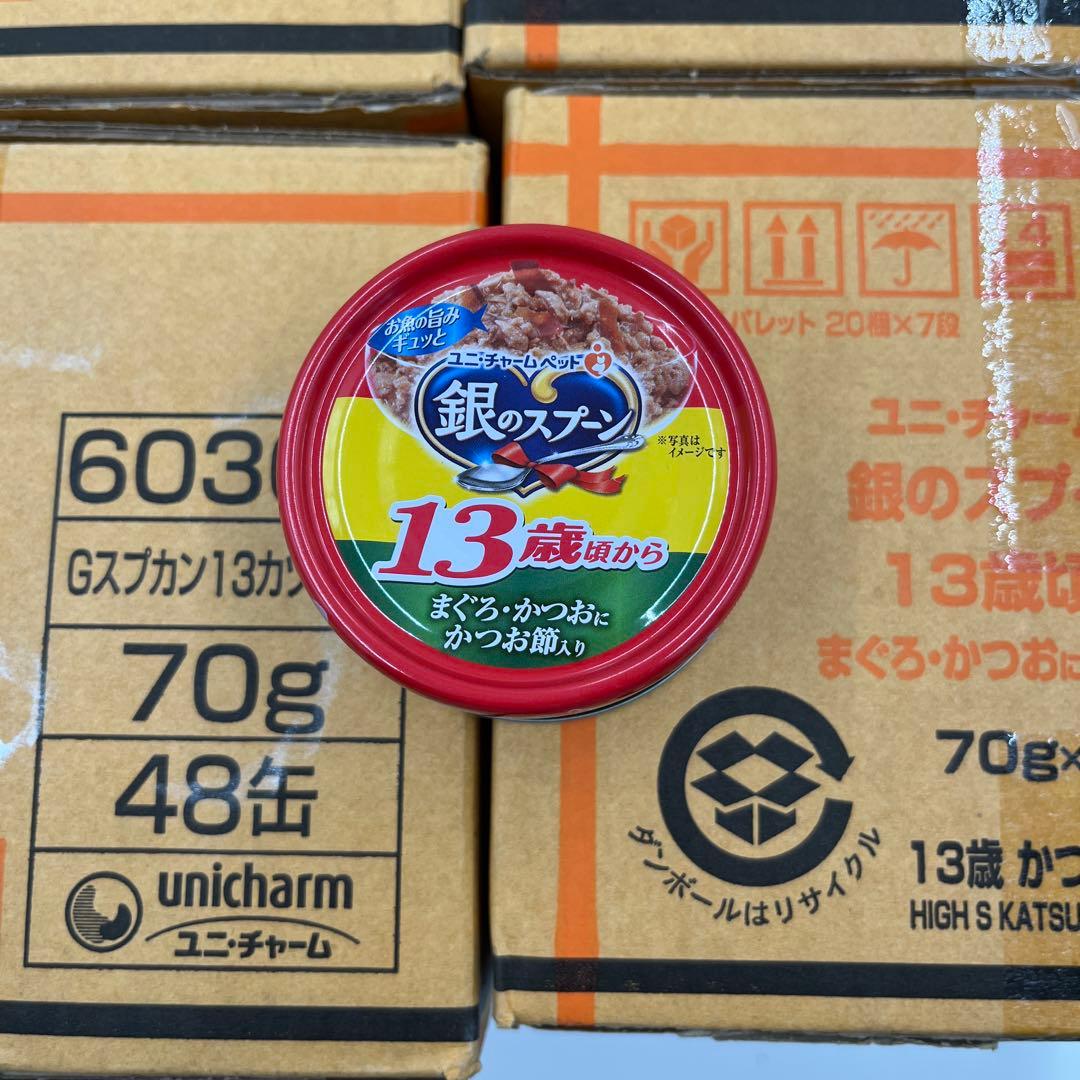 お魚の旨み
ギュッと
ユニ・チャーム ペット
銀のスプーン
※写真は
イメージです
13歳頃から
まぐろ・かつおに
かつお節入り
603
Gスプカン13カツ
70g
48缶
unicharm
ユニ・チャーム
4
パレット 20梱×7段
ユニ・チャー
銀のスプ
13歳頃
まぐろ・かつおに
70g×
ダンボールはリサイクル
13歳 かつ
HIGH S KATSU